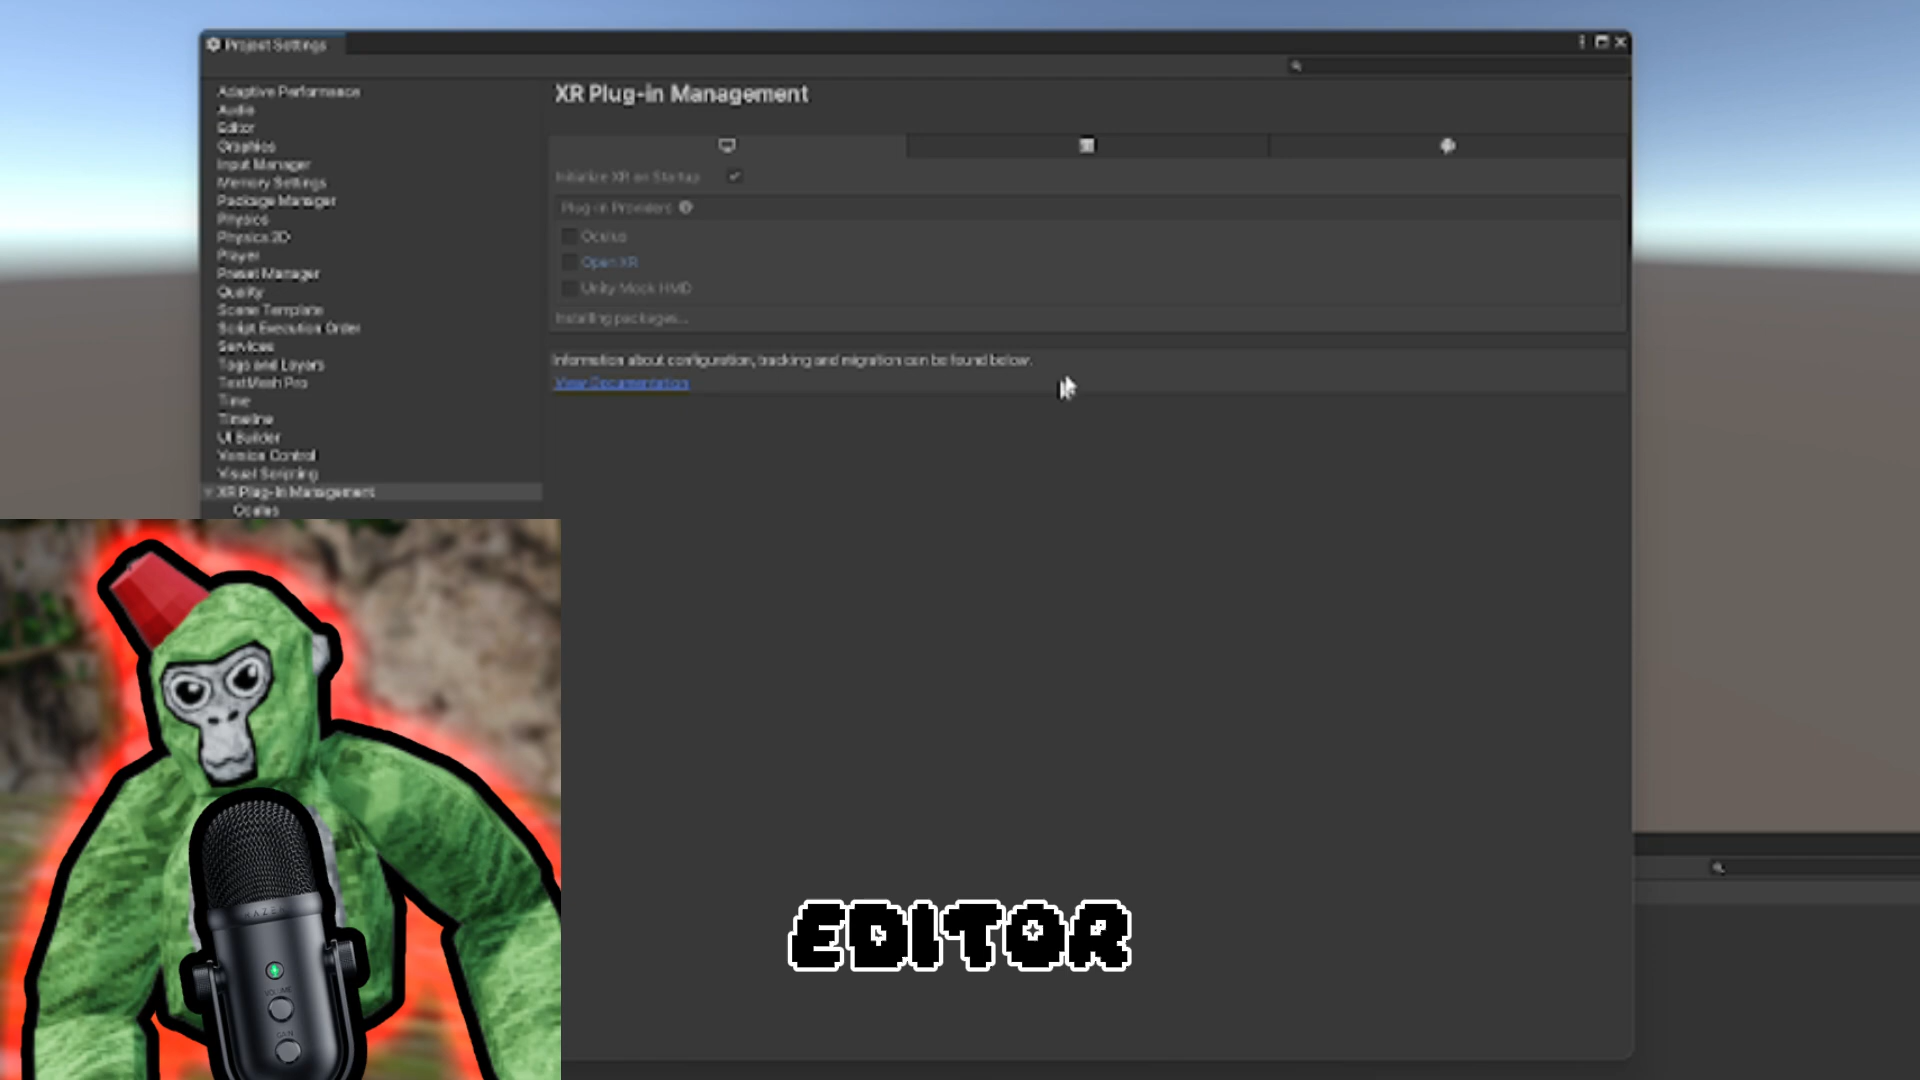 Project Settings
Adaptive Performance
Audio
Editor
Graphics
Input Manager
Memory Settings
Package Manager
Physics
Physics 2D
Player
Preset Manager
Quality
Scene Template
Script Execution Order
Services
Tags and Layers
TextMesh Pro
Time
Timeline
UI Builder
Version Control
Visual Scripting
XR Plug-in Management
Oculus
XR Plug-in Management
Initialize XR on Startup
Plug-in Providers
Oculus
Open XR
Unity Mock HMD
Installing packages...
Information about configuration, tracking and migration can be found below.
View Documentation
RAZER
VOLUME
GAIN
EDITOR